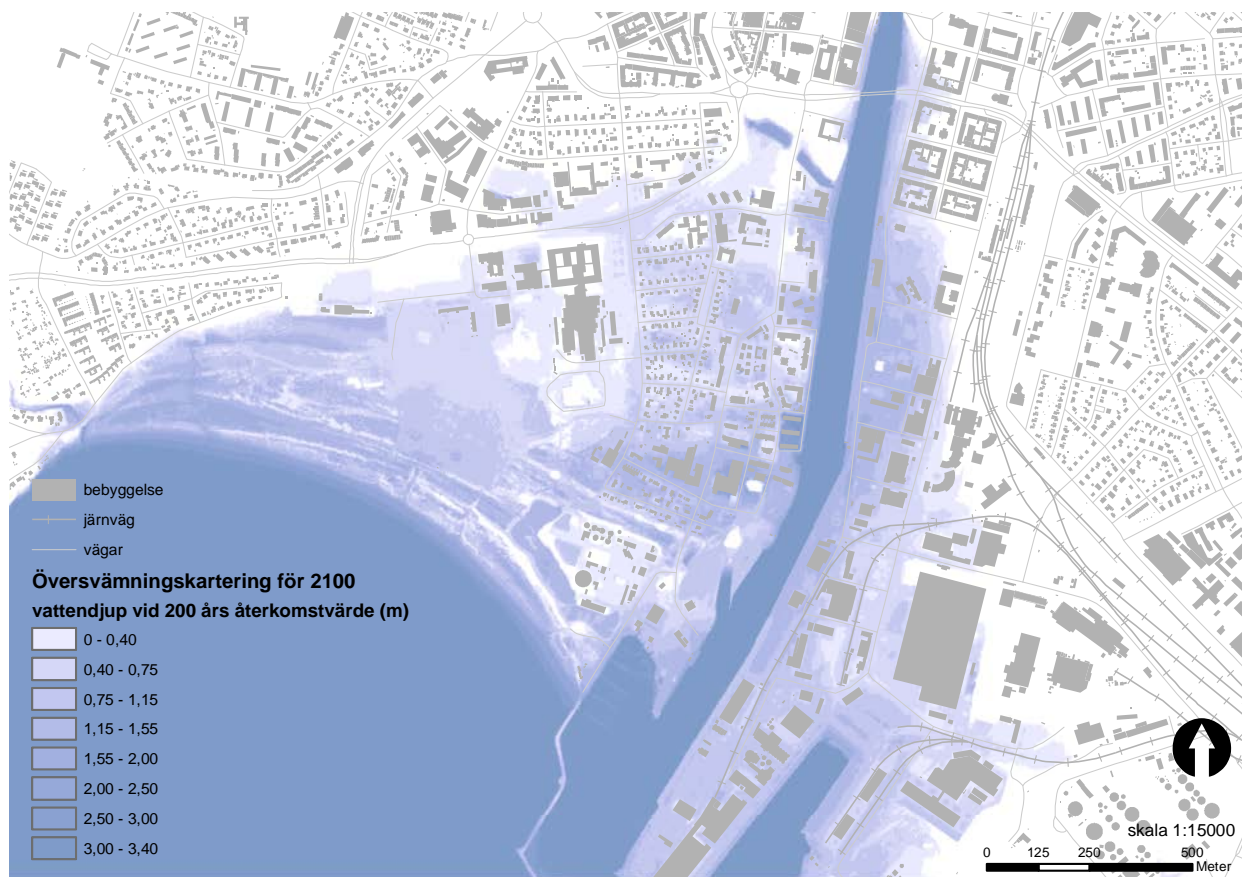 bebyggelse
järnväg
vägar
Översvämningskartering för 2100
vattendjup vid 200 års återkomstvärde (m)
0 - 0,40
0,40 - 0,75
0,75 - 1,15
1,15 - 1,55
1,55 - 2,00
2,00 - 2,50
2,50 - 3,00
3,00 - 3,40
skala 1:15000
0 125 250 500
Meter